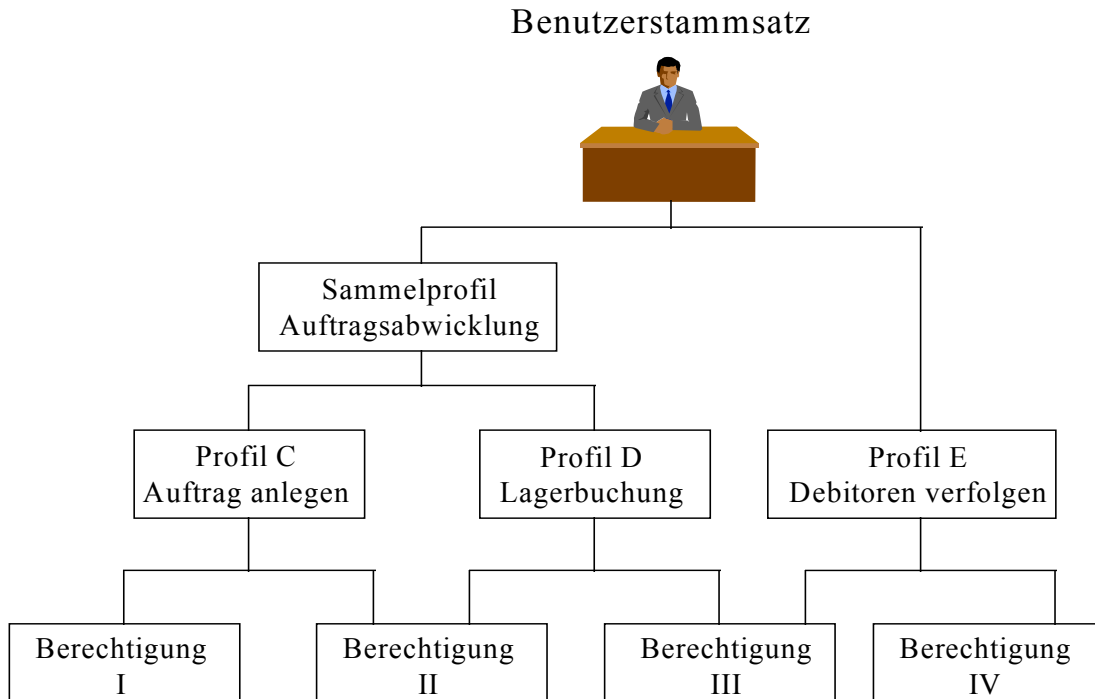 Benutzerstammsatz
Sammelprofil
Auftragsabwicklung
Profil C
Auftrag anlegen
Profil D
Lagerbuchung
Profil E
Debitoren verfolgen
Berechtigung
I
Berechtigung
II
Berechtigung
III
Berechtigung
IV